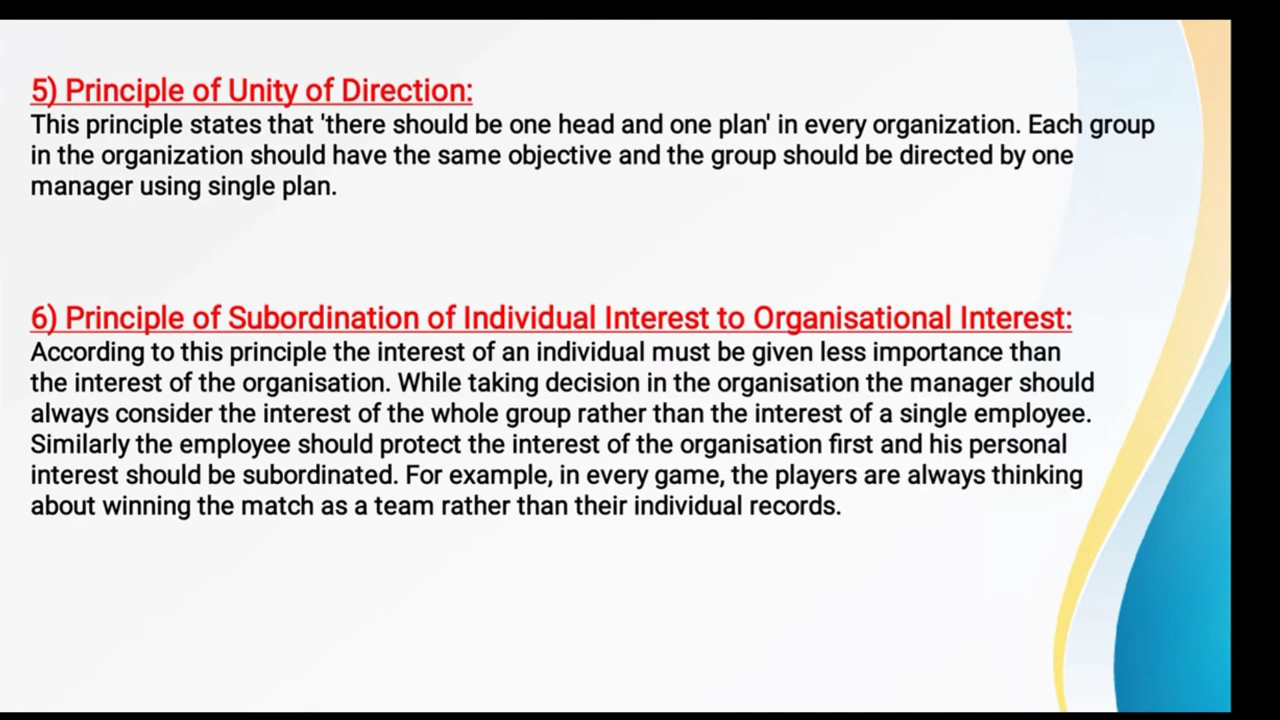 5) Principle of Unity of Direction:
This principle states that 'there should be one head and one plan' in every organization. Each group
in the organization should have the same objective and the group should be directed by one
manager using single plan.
6) Principle of Subordination of Individual Interest to Organisational Interest:
According to this principle the interest of an individual must be given less importance than
the interest of the organisation. While taking decision in the organisation the manager should
always consider the interest of the whole group rather than the interest of a single employee.
Similarly the employee should protect the interest of the organisation first and his personal
interest should be subordinated. For example, in every game, the players are always thinking
about winning the match as a team rather than their individual records.